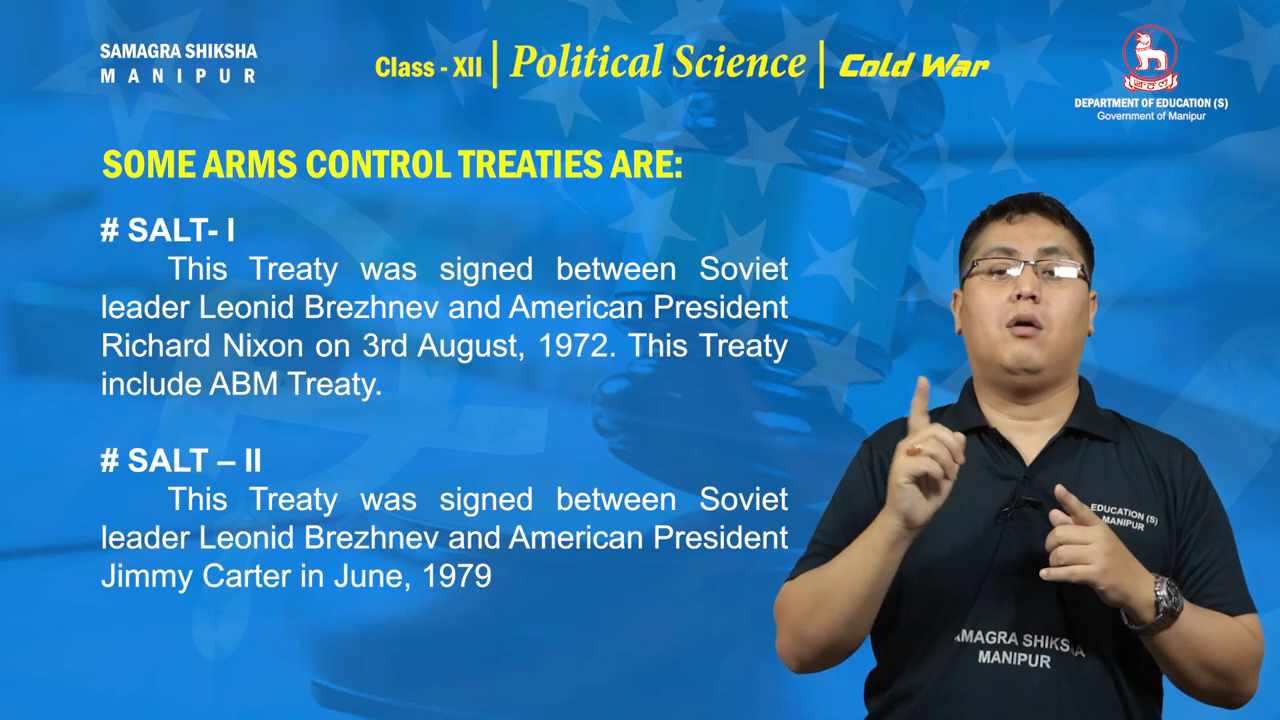 SAMAGRA SHIKSHA
MANIPUR
Class - XII | Political Science | Cold War
DEPARTMENT OF EDUCATION (S)
Government of Manipur
SOME ARMS CONTROL TREATIES ARE:
# SALT- I
This Treaty was signed between Soviet
leader Leonid Brezhnev and American President
Richard Nixon on 3rd August, 1972. This Treaty
include ABM Treaty.
# SALT – II
This Treaty was signed between Soviet
leader Leonid Brezhnev and American President
Jimmy Carter in June, 1979
EDUCATION (S)
MANIPUR
AMAGRA SHIKSHA
MANIPUR